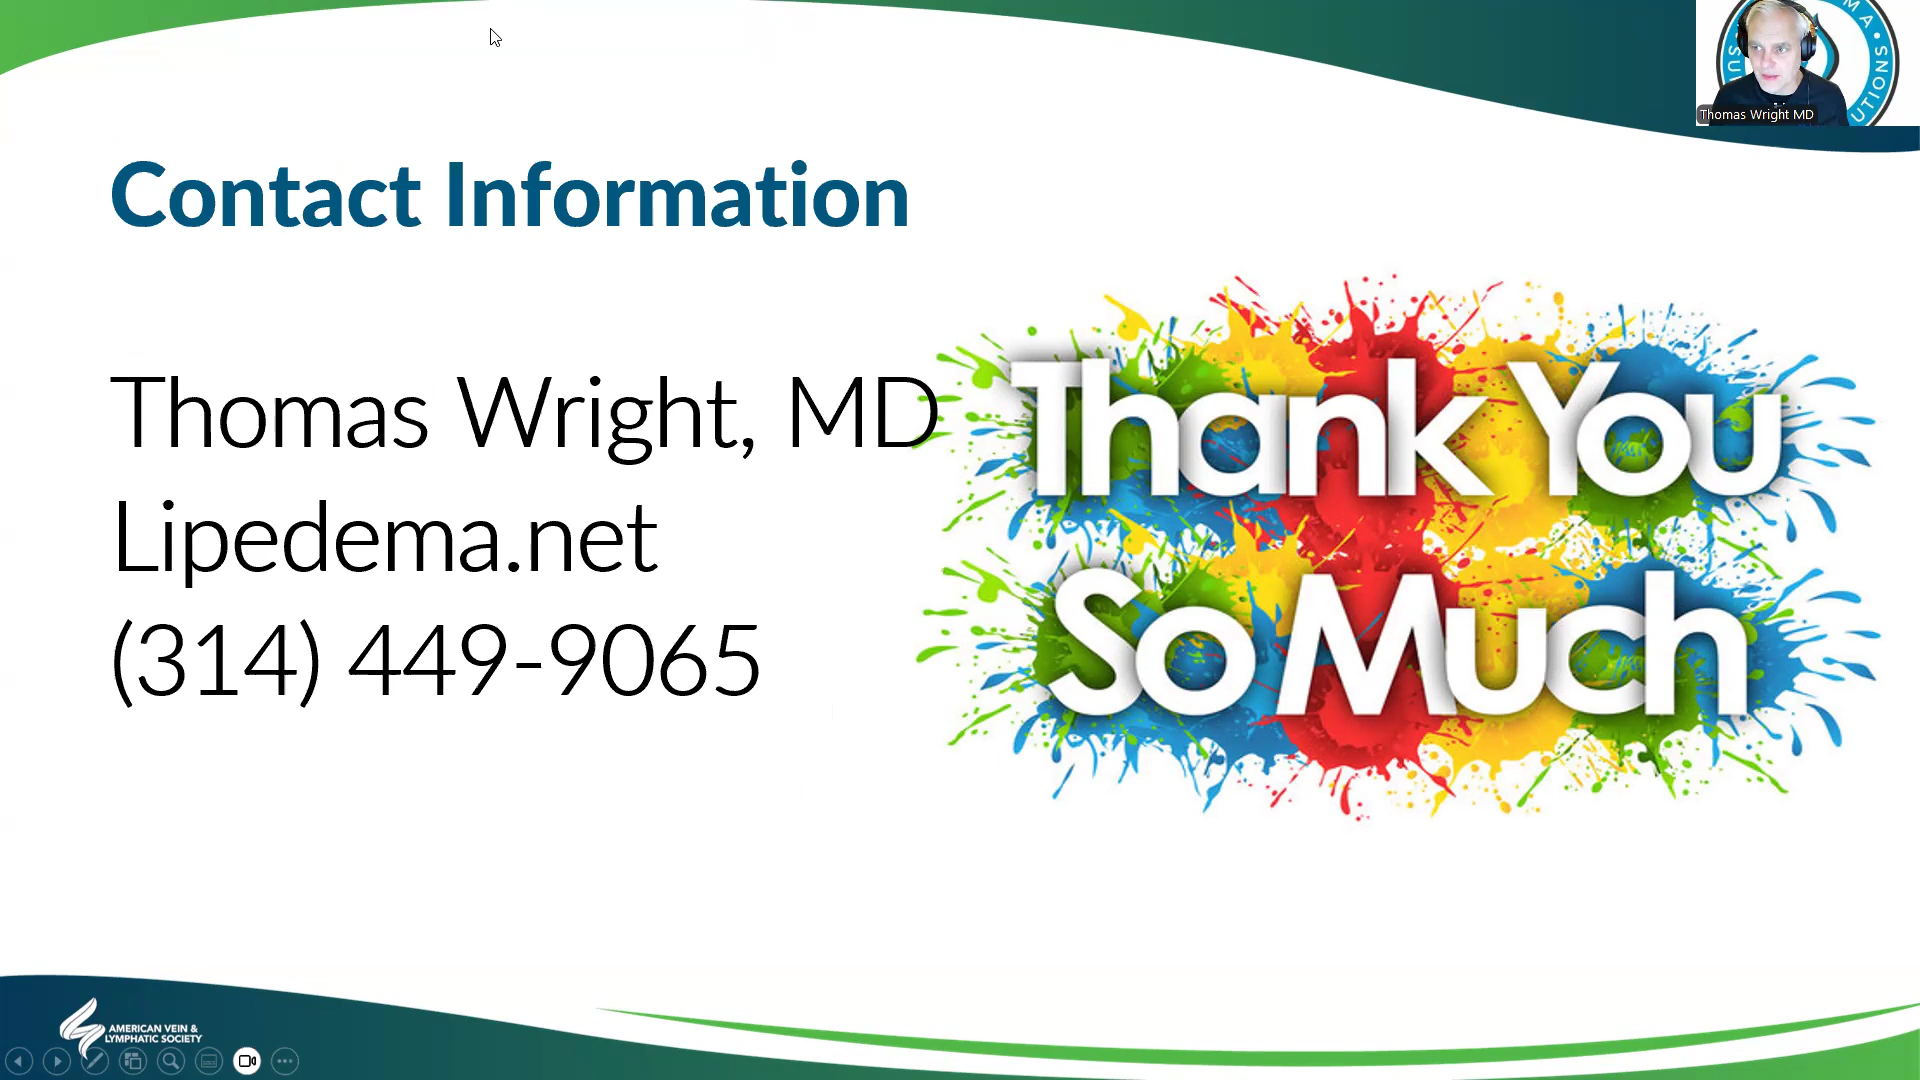 Thomas Wright MD
Contact Information
Thomas Wright, MD
Lipedema.net
(314) 449-9065
Thank You
So Much
AMERICAN VEIN &
LYMPHATIC SOCIETY